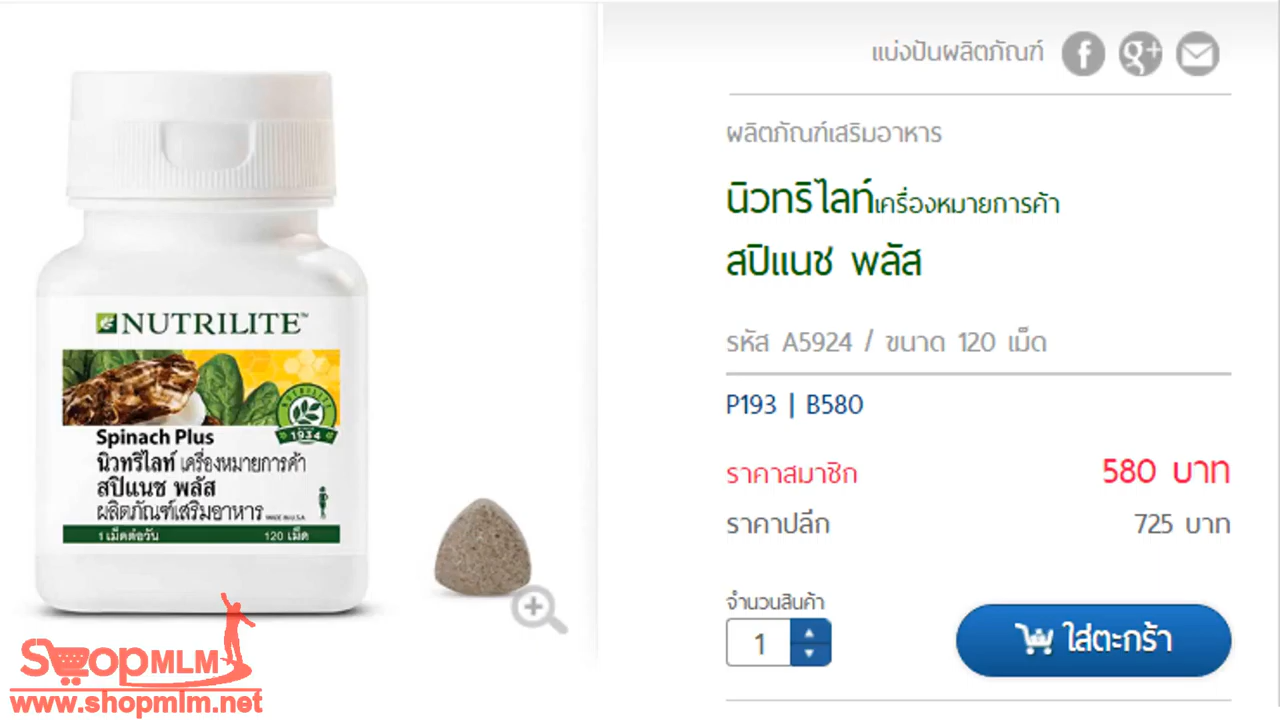 แบ่งปันผลิตภัณฑ์
ผลิตภัณฑ์เสริมอาหาร
นิวทริไลท์เครื่องหมายการค้า
สปิแนช พลัส
รหัส A5924 / ขนาด 120 เม็ด
P193 | B580
ราคาสมาชิก 580 บาท
ราคาปลีก 725 บาท
จำนวนสินค้า
1
ใส่ตะกร้า
NUTRILITE™
NUTRILITE
1934
Spinach Plus
นิวทริไลท์ เครื่องหมายการค้า
สปิแนช พลัส
ผลิตภัณฑ์เสริมอาหาร MADE IN U.S.A
1 เม็ดต่อวัน 120 เม็ด
ShopMLM
www.shopmlm.net